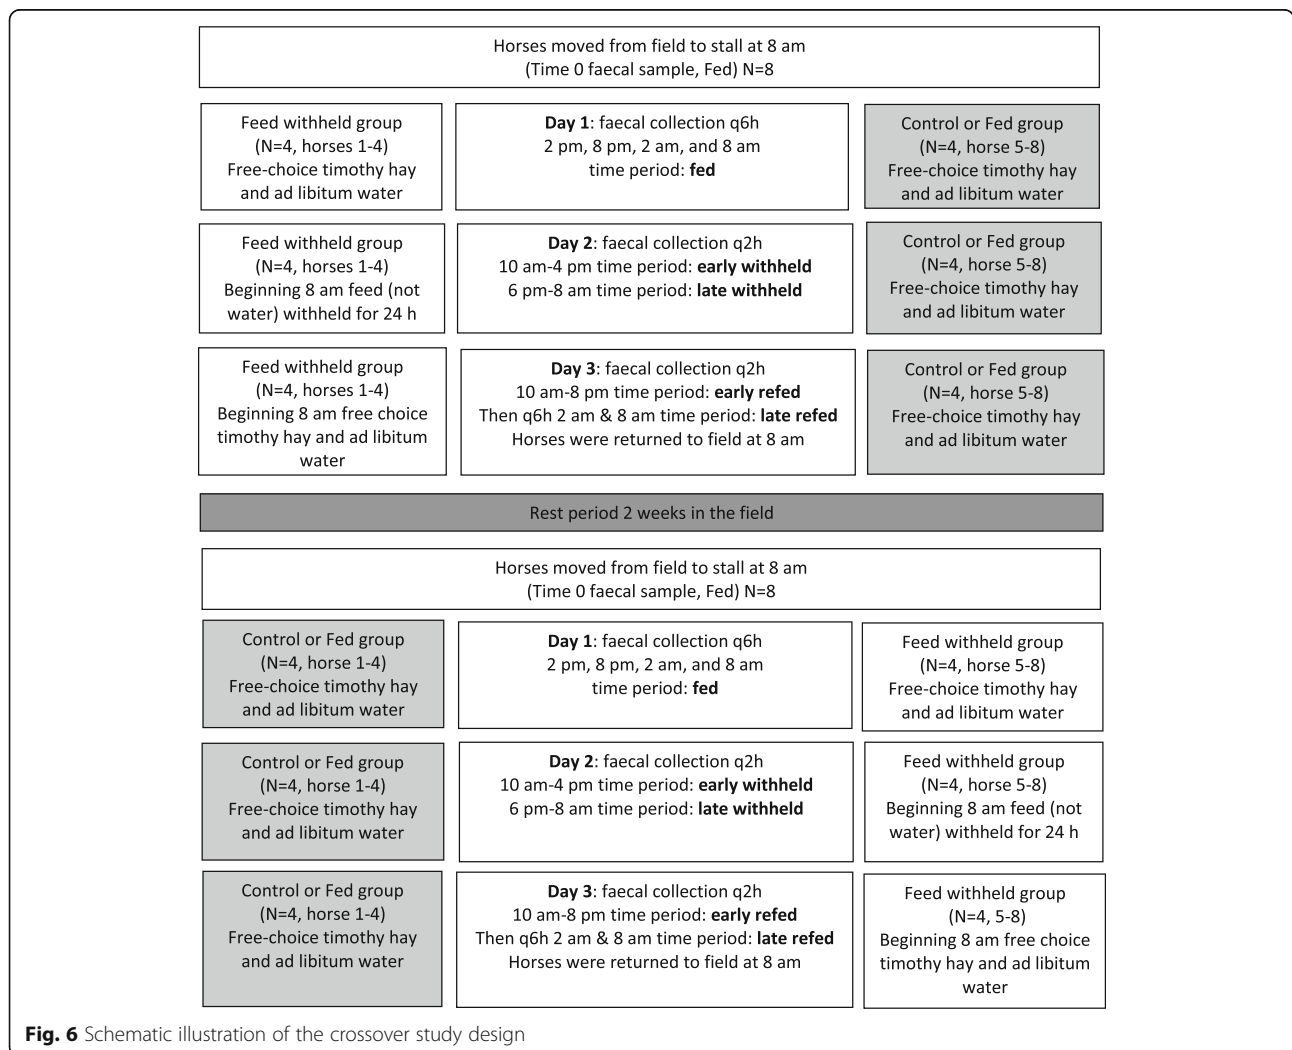 Horses moved from field to stall at 8 am
(Time 0 faecal sample, Fed) N=8
Feed withheld group
(N=4, horses 1-4)
Free-choice timothy hay
and ad libitum water
Day 1: faecal collection q6h
2 pm, 8 pm, 2 am, and 8 am
time period: fed
Control or Fed group
(N=4, horse 5-8)
Free-choice timothy hay
and ad libitum water
Feed withheld group
(N=4, horses 1-4)
Beginning 8 am feed (not
water) withheld for 24 h
Day 2: faecal collection q2h
10 am-4 pm time period: early withheld
6 pm-8 am time period: late withheld
Control or Fed group
(N=4, horse 5-8)
Free-choice timothy hay
and ad libitum water
Feed withheld group
(N=4, horses 1-4)
Beginning 8 am free choice
timothy hay and ad libitum
water
Day 3: faecal collection q2h
10 am-8 pm time period: early refed
Then q6h 2 am & 8 am time period: late refed
Horses were returned to field at 8 am
Control or Fed group
(N=4, horse 5-8)
Free-choice timothy hay
and ad libitum water
Rest period 2 weeks in the field
Horses moved from field to stall at 8 am
(Time 0 faecal sample, Fed) N=8
Control or Fed group
(N=4, horse 1-4)
Free-choice timothy hay
and ad libitum water
Day 1: faecal collection q6h
2 pm, 8 pm, 2 am, and 8 am
time period: fed
Feed withheld group
(N=4, horse 5-8)
Free-choice timothy hay
and ad libitum water
Control or Fed group
(N=4, horse 1-4)
Free-choice timothy hay
and ad libitum water
Day 2: faecal collection q2h
10 am-4 pm time period: early withheld
6 pm-8 am time period: late withheld
Feed withheld group
(N=4, horse 5-8)
Beginning 8 am feed (not
water) withheld for 24 h
Control or Fed group
(N=4, horse 1-4)
Free-choice timothy hay
and ad libitum water
Day 3: faecal collection q2h
10 am-8 pm time period: early refed
Then q6h 2 am & 8 am time period: late refed
Horses were returned to field at 8 am
Feed withheld group
(N=4, 5-8)
Beginning 8 am free choice
timothy hay and ad libitum
water
Fig. 6 Schematic illustration of the crossover study design